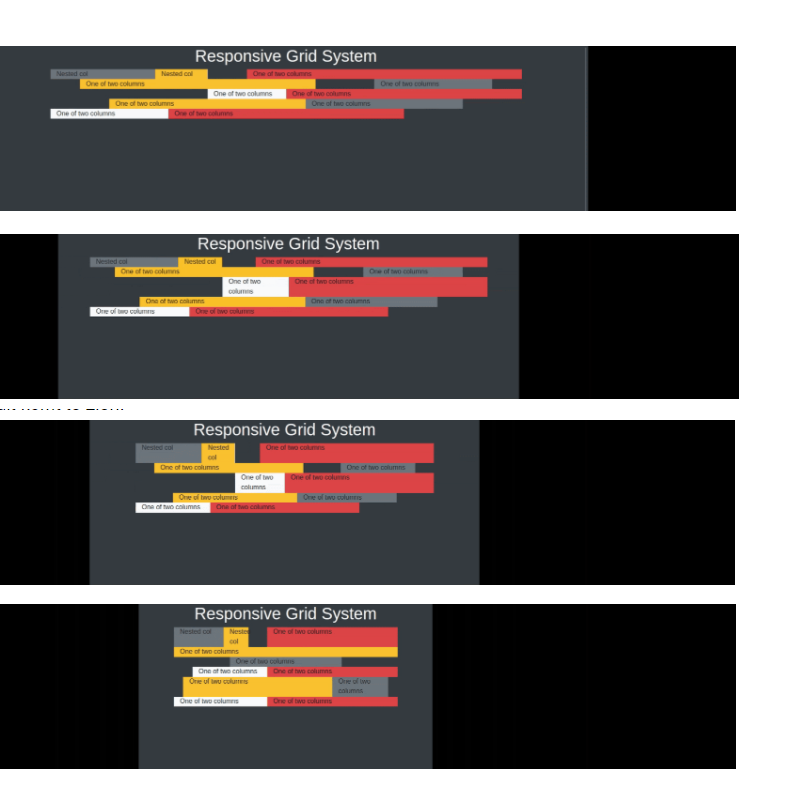 Responsive Grid System
Nested col Nested col One of two columns
One of two columns One of two columns
One of two columns One of two columns
One of two columns One of two columns
One of two columns One of two columns
Responsive Grid System
Nested col Nested col One of two columns
One of two columns One of two columns
One of two One of two columns
columns
One of two columns One of two columns
One of two columns One of two columns
Responsive Grid System
Nested col Nested One of two columns
col
One of two columns One of two columns
One of two One of two columns
columns
One of two columns One of two columns
One of two columns One of two columns
Responsive Grid System
Nested col Nested One of two columns
col
One of two columns
One of two columns
One of two columns One of two columns
One of two columns One of two
columns
One of two columns One of two columns